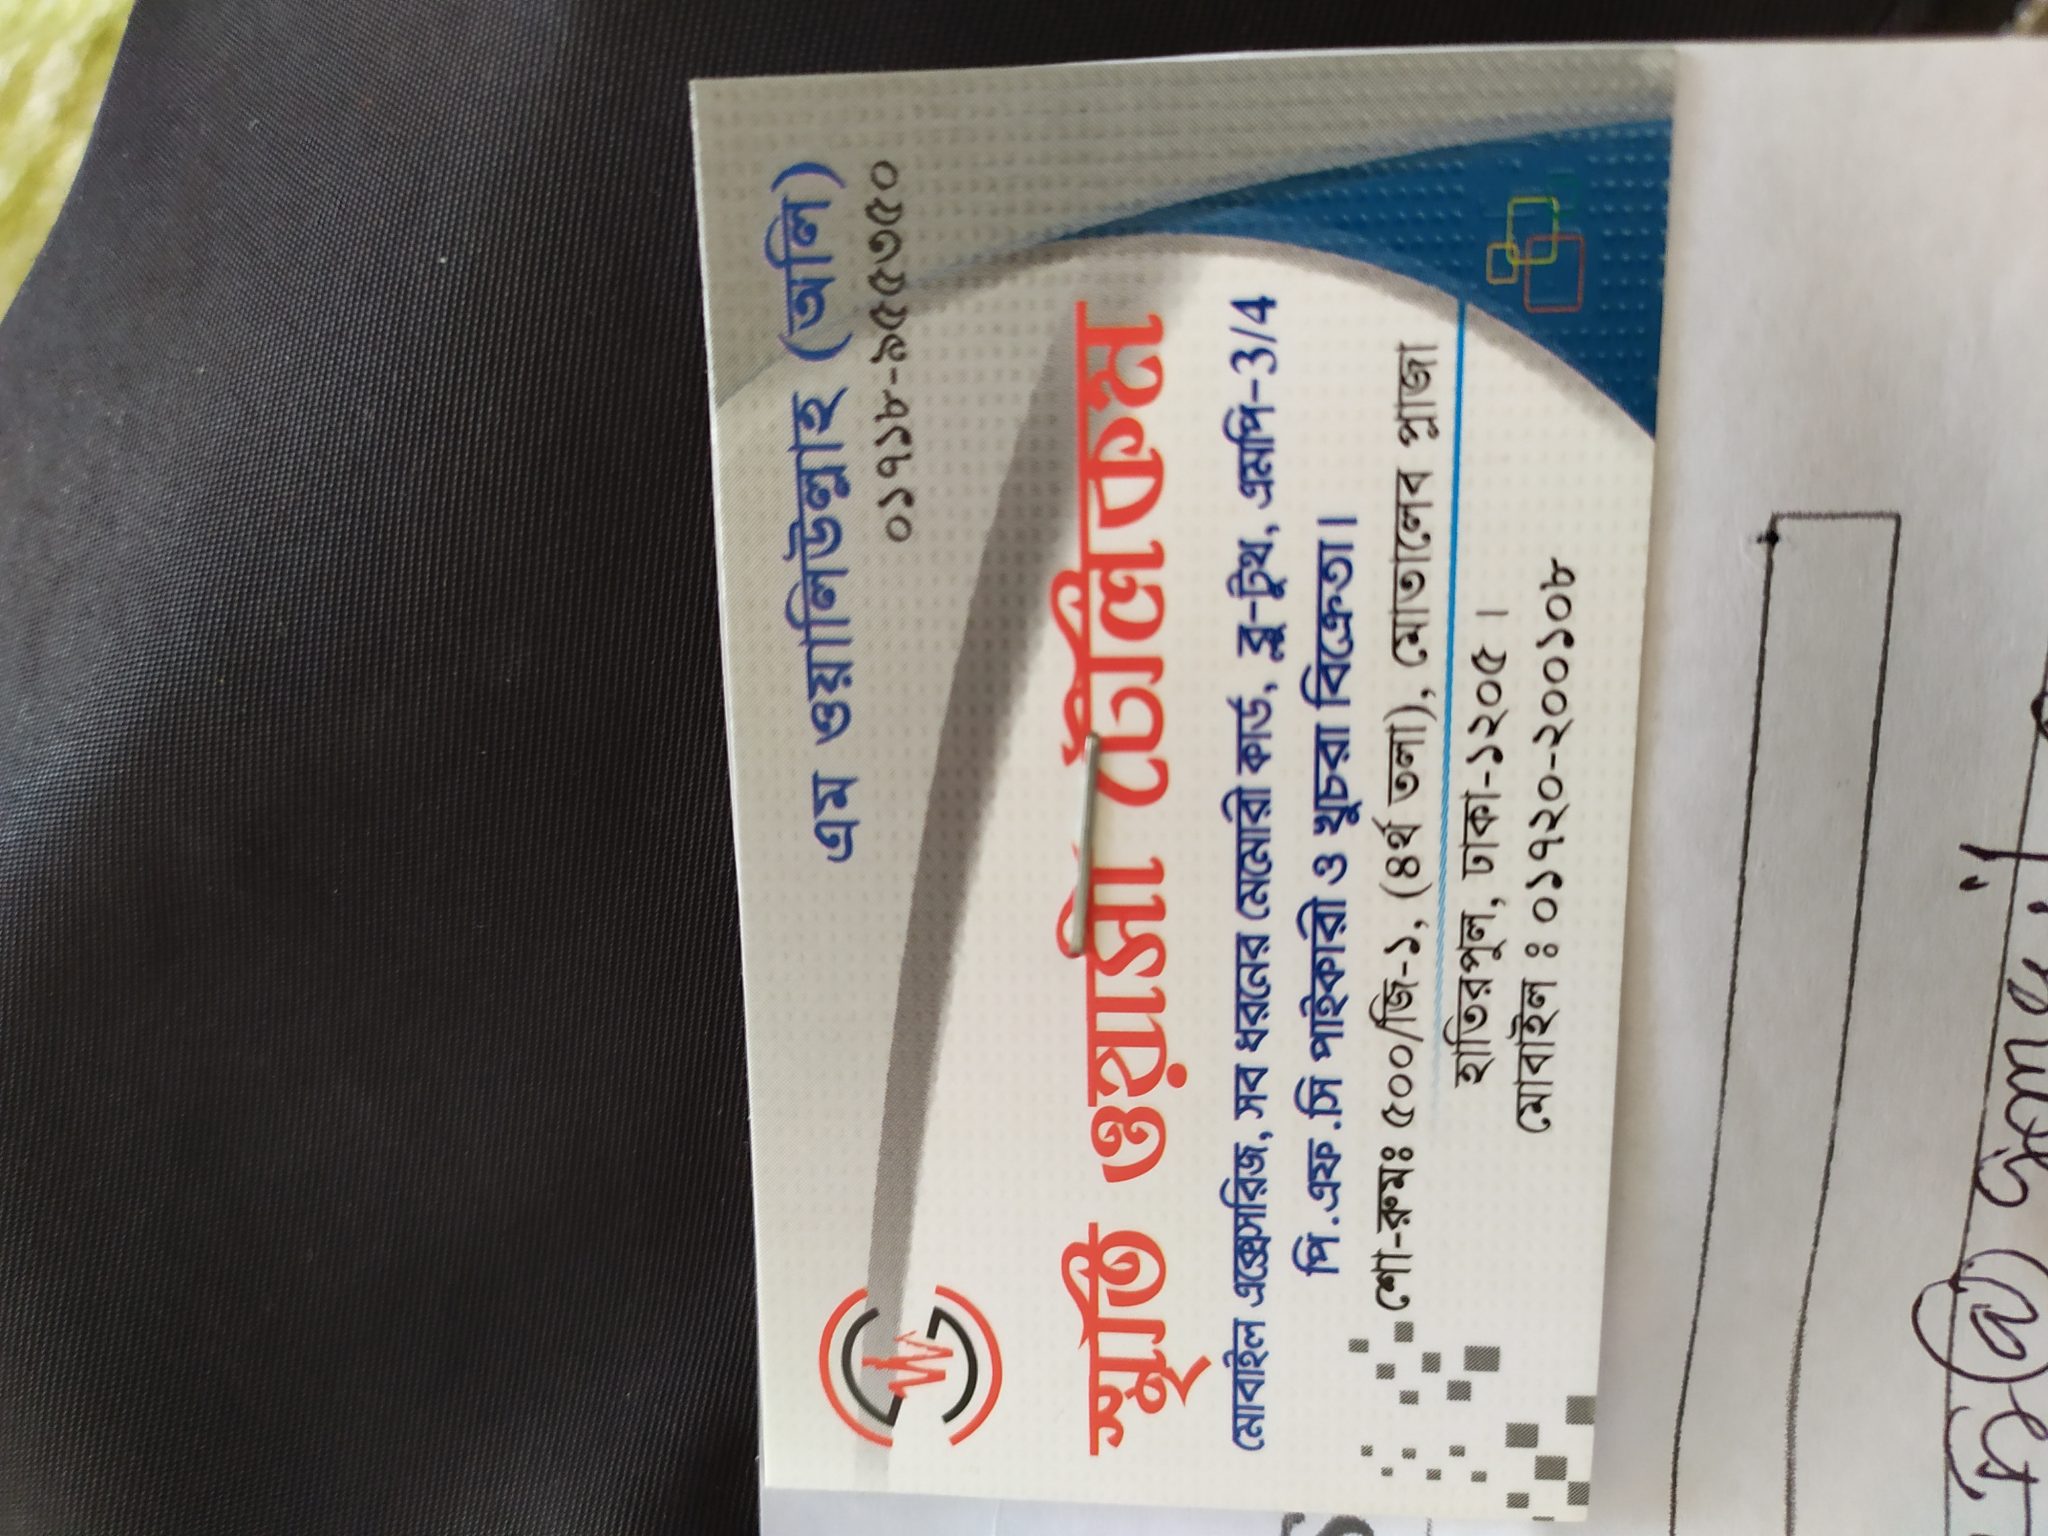 এম ওয়ালিউল্লাহ (অলি)
০১৭১৮-৯৫৫৭৫০
স্মৃতি ওয়াসী টেলিকম
মোবাইল এক্সেসরিজ, সব ধরনের মেমোরী কার্ড, ব্লু-টুথ, এমপি-3/4
পি.এফ.সি পাইকারী ও খুচরা বিক্রেতা।
শো-রুমঃ ৫০০/জি-১, (৪র্থ তলা), মোতালেব প্লাজা
হাতিরপুল, ঢাকা-১২০৫ ।
মোবাইল ঃ ০১৭২০-২০০১০৮